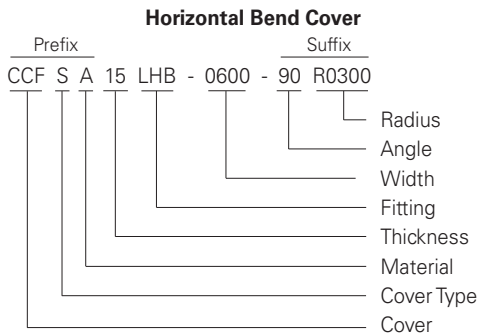 Horizontal Bend Cover
Prefix Suffix
CCF S A 15 LHB - 0600 - 90 R0300
Radius
Angle
Width
Fitting
Thickness
Material
Cover Type
Cover